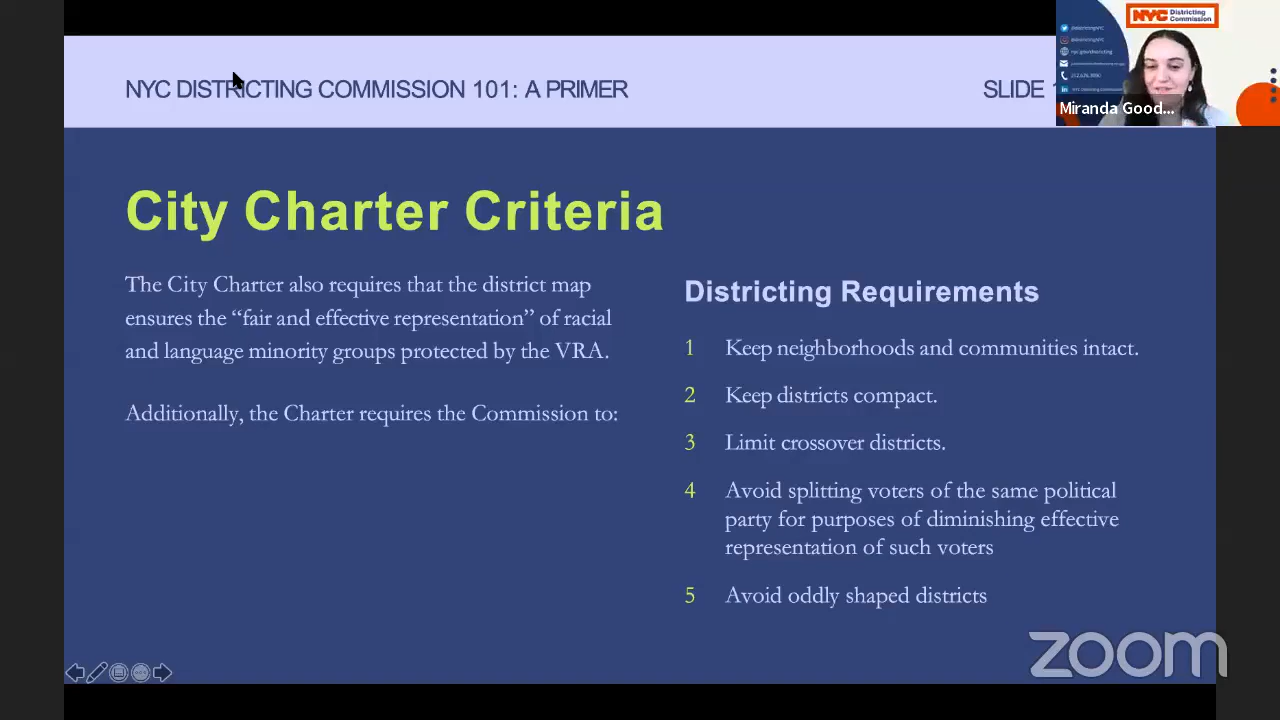 NYC DISTRICTING COMMISSION 101: A PRIMER
SLIDE
NYC Districting
Commission
Miranda Good...
City Charter Criteria
The City Charter also requires that the district map
ensures the “fair and effective representation” of racial
and language minority groups protected by the VRA.
Additionally, the Charter requires the Commission to:
Districting Requirements
1 Keep neighborhoods and communities intact.
2 Keep districts compact.
3 Limit crossover districts.
4 Avoid splitting voters of the same political
party for purposes of diminishing effective
representation of such voters
5 Avoid oddly shaped districts
zoom